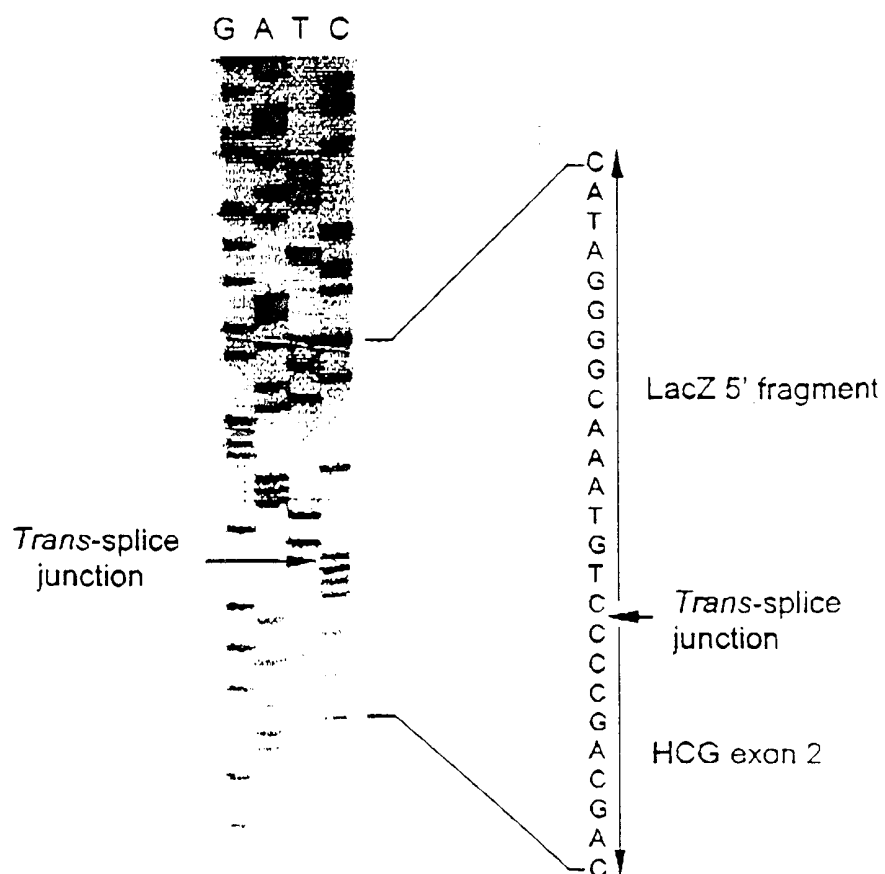 G A T C
Trans-splice
junction
C
A
T
A
G
G
G
G
C
A
A
A
T
G
T
C
C
C
C
G
A
C
G
A
C
LacZ 5' fragment
Trans-splice
junction
HCG exon 2